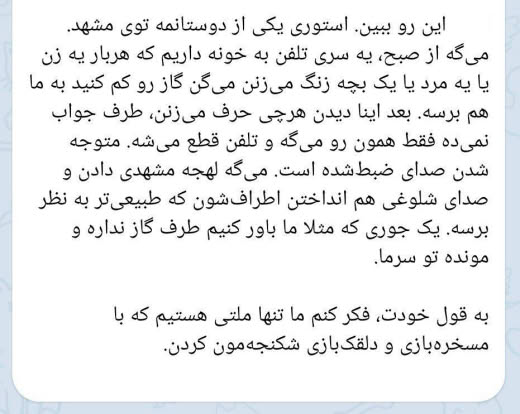 این رو ببین. استوری یکی از دوستانمه توی مشهد.
می‌گه از صبح، یه سری تلفن به خونه داریم که هربار یه زن
یا یه مرد یا یک بچه زنگ می‌زنن می‌گن گاز رو کم کنید به ما
هم برسه. بعد اینا دیدن هرچی حرف می‌زنن، طرف جواب
نمی‌ده فقط همون رو می‌گه و تلفن قطع می‌شه. متوجه
شدن صدای ضبط‌شده است. می‌گه لهجه مشهدی دادن و
صدای شلوغی هم انداختن اطراف‌شون که طبیعی‌تر به نظر
برسه. یک جوری که مثلا ما باور کنیم طرف گاز نداره و
مونده تو سرما.
به قول خودت، فکر کنم ما تنها ملتی هستیم که با
مسخره‌بازی و دلقک‌بازی شکنجه‌مون کردن.